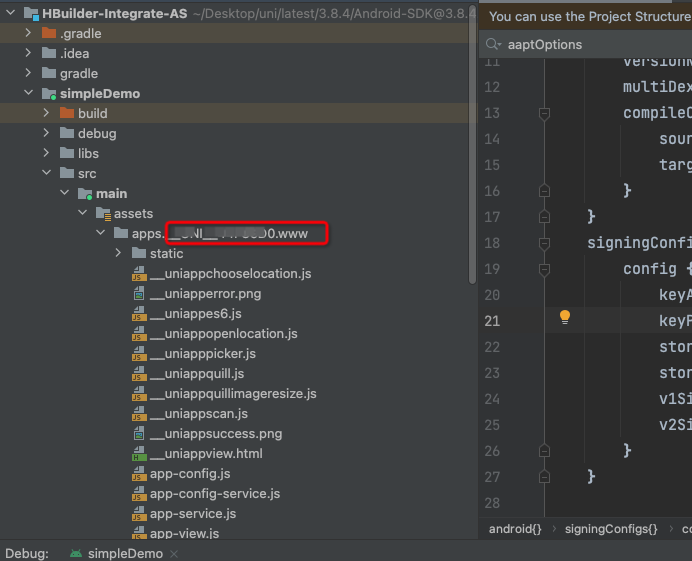 HBuilder-Integrate-AS ~/Desktop/uni/latest/3.8.4/Android-SDK@3.8.4
.gradle
.idea
gradle
simpleDemo
build
debug
libs
src
main
assets
apps.
.www
static
__uniappchooselocation.js
__uniapperror.png
__uniappes6.js
__uniappopenlocation.js
__uniapppicker.js
__uniappquill.js
__uniappquillimageresize.js
__uniappscan.js
__uniappsuccess.png
__uniappview.html
app-config.js
app-config-service.js
app-service.js
app-view.js
You can use the Project Structure
aaptOptions
11 versionN
12 multiDex
13 compileO
14 sour
15 targ
16 }
17 }
18 signingConfi
19 config {
20 keyA
21 keyP
22 stor
23 stor
24 v1Si
25 v2Si
26 }
27 }
28
android{} › signingConfigs{} › co
Debug: simpleDemo ×